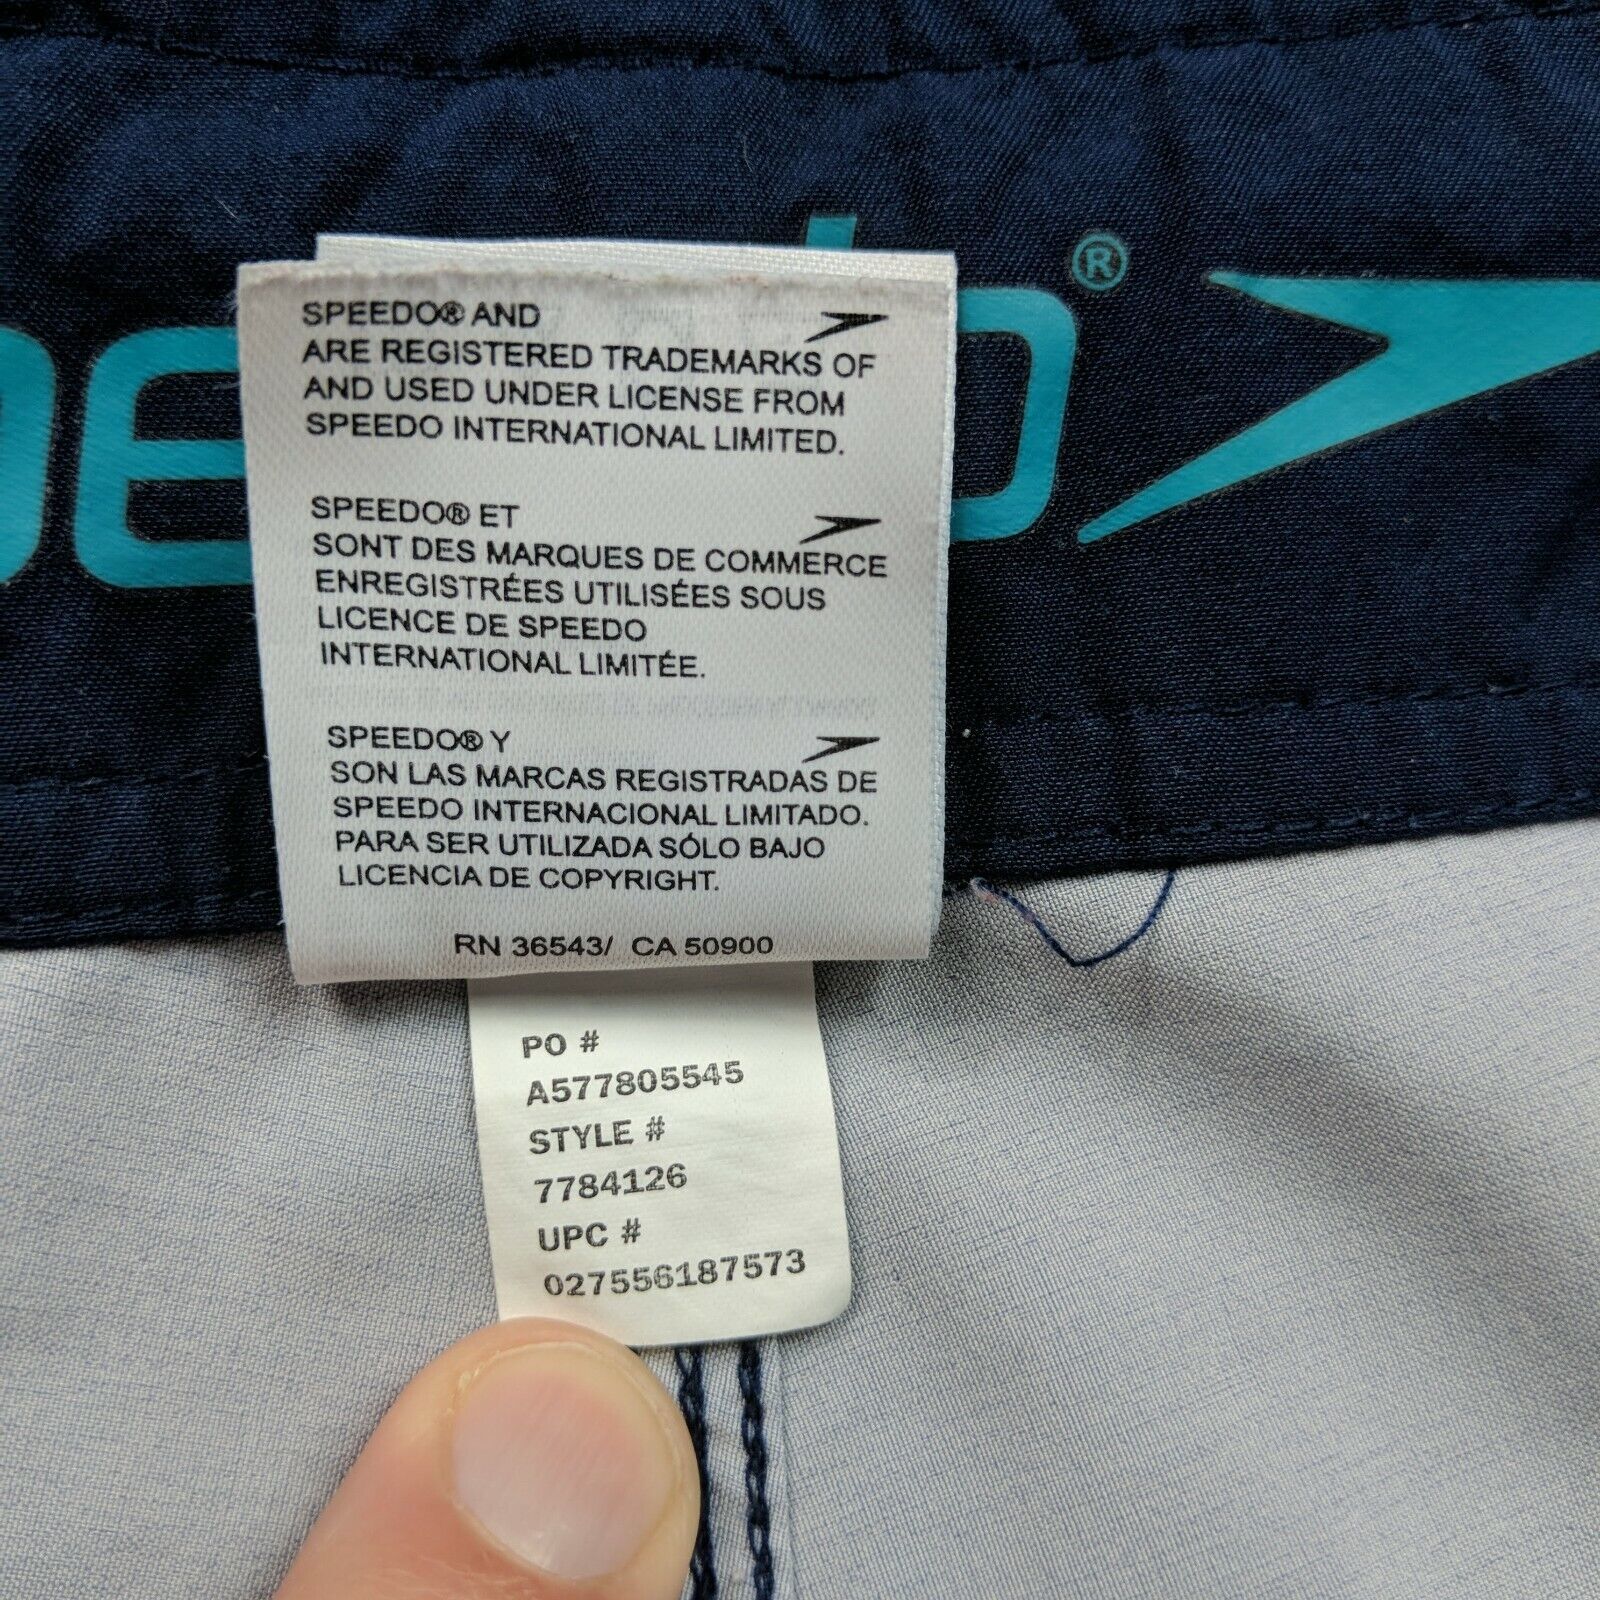 SPEEDO® AND
ARE REGISTERED TRADEMARKS OF
AND USED UNDER LICENSE FROM
SPEEDO INTERNATIONAL LIMITED.
SPEEDO® ET
SONT DES MARQUES DE COMMERCE
ENREGISTRÉES UTILISÉES SOUS
LICENCE DE SPEEDO
INTERNATIONAL LIMITÉE.
SPEEDO® Y
SON LAS MARCAS REGISTRADAS DE
SPEEDO INTERNACIONAL LIMITADO.
PARA SER UTILIZADA SÓLO BAJO
LICENCIA DE COPYRIGHT.
RN 36543/ CA 50900
PO #
A577805545
STYLE #
7784126
UPC #
027556187573